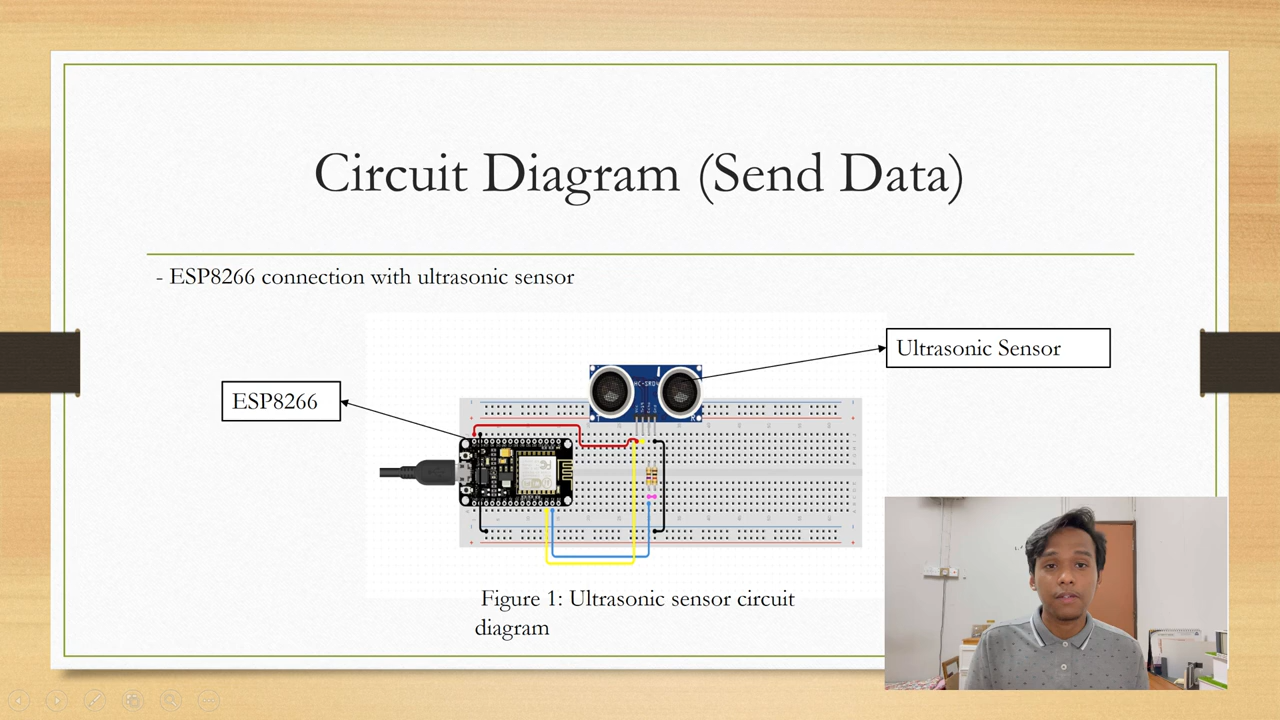 Circuit Diagram (Send Data)
- ESP8266 connection with ultrasonic sensor
Ultrasonic Sensor
ESP8266
Figure 1: Ultrasonic sensor circuit
diagram